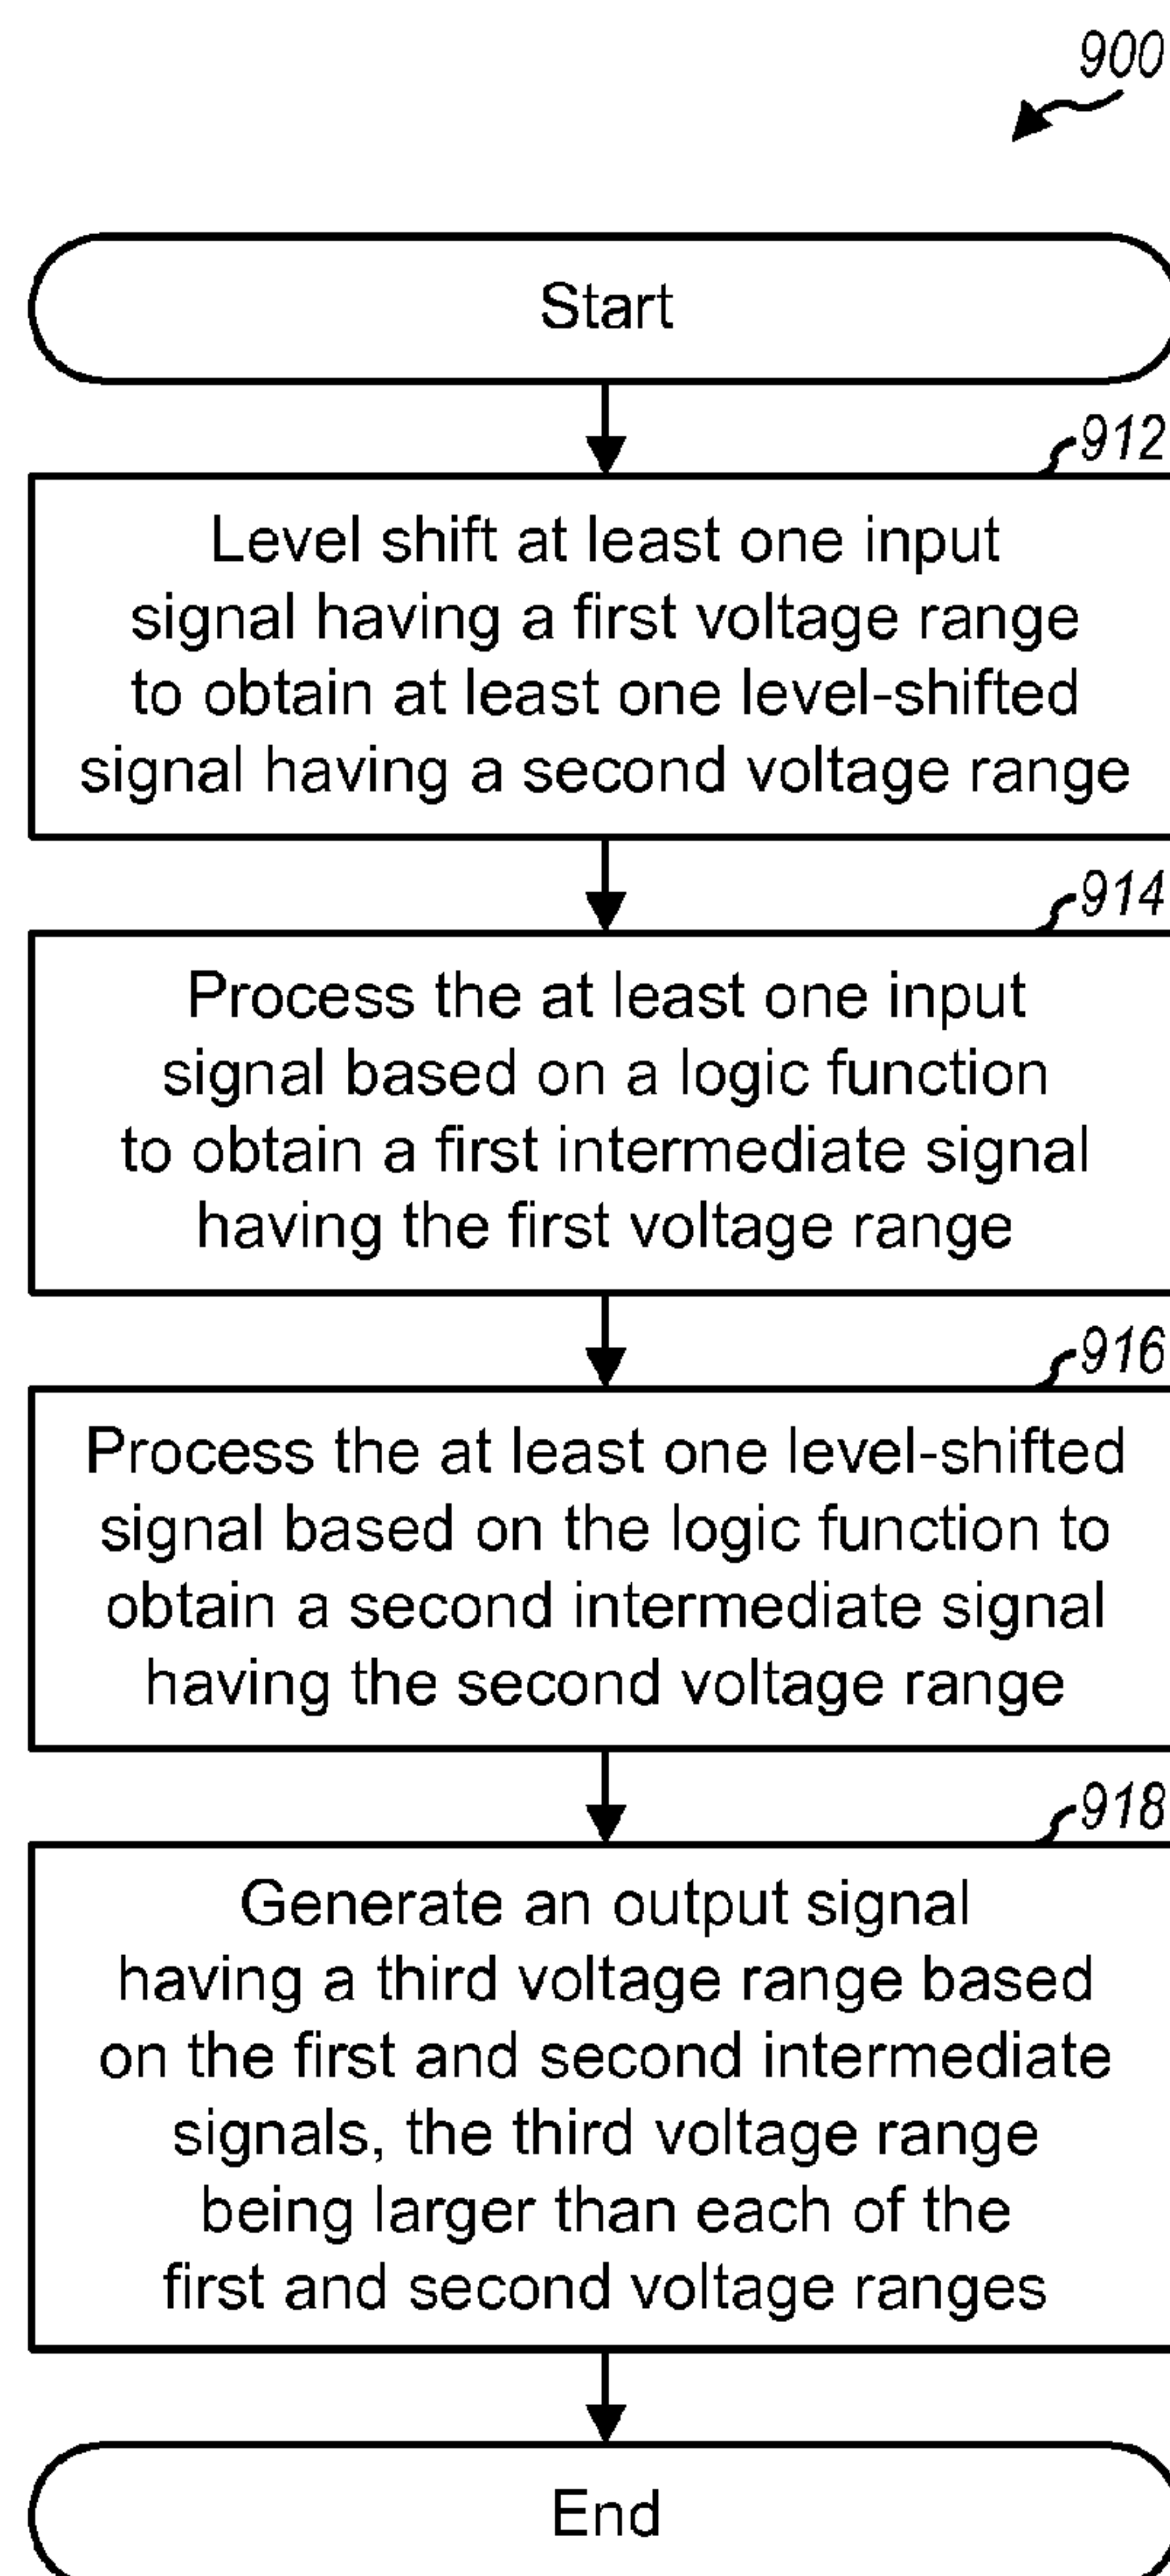 900
Start
912
Level shift at least one input
signal having a first voltage range
to obtain at least one level-shifted
signal having a second voltage range
914
Process the at least one input
signal based on a logic function
to obtain a first intermediate signal
having the first voltage range
916
Process the at least one level-shifted
signal based on the logic function to
obtain a second intermediate signal
having the second voltage range
918
Generate an output signal
having a third voltage range based
on the first and second intermediate
signals, the third voltage range
being larger than each of the
first and second voltage ranges
End